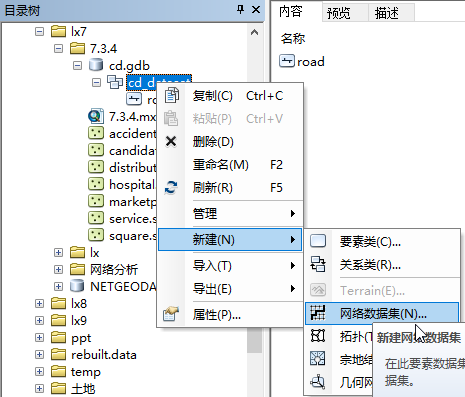 目录树
lx7
7.3.4
cd.gdb
cd_dataset
7.3.4.mx
accident
candidat
distribut
hospital.
marketp
service.s
square.s
lx
网络分析
NETGEODA
lx8
lx9
ppt
rebuilt.data
temp
土地
内容 预览 描述
名称
road
复制(C) Ctrl+C
粘贴(P) Ctrl+V
删除(D)
重命名(M) F2
刷新(R) F5
管理
新建(N)
导入(T)
导出(E)
属性(P)...
要素类(C)...
关系类(R)...
Terrain(E)...
网络数据集(N)...
拓扑(T
宗地结
几何网
新建网络数据集
在此要素数据集
据集。